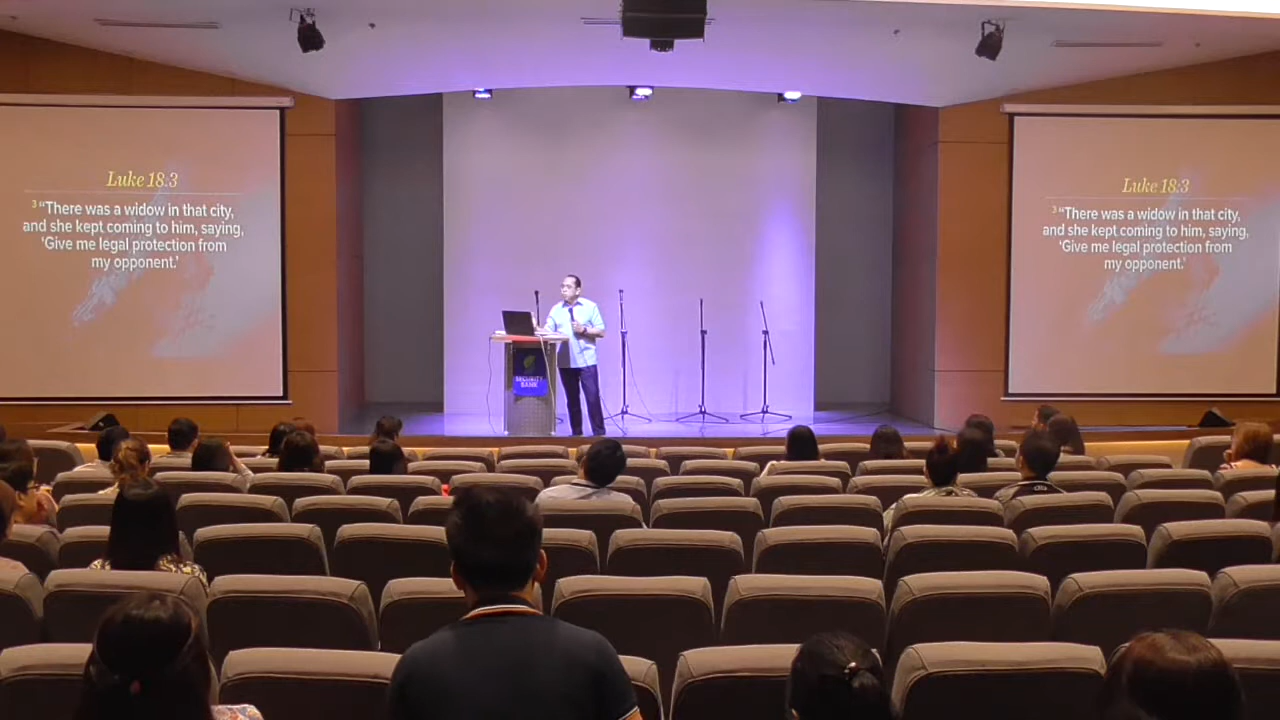 Luke 18:3
3 “There was a widow in that city,
and she kept coming to him, saying,
‘Give me legal protection from
my opponent.’
SECURITY
BANK
Luke 18:3
3 “There was a widow in that city,
and she kept coming to him, saying,
‘Give me legal protection from
my opponent.’